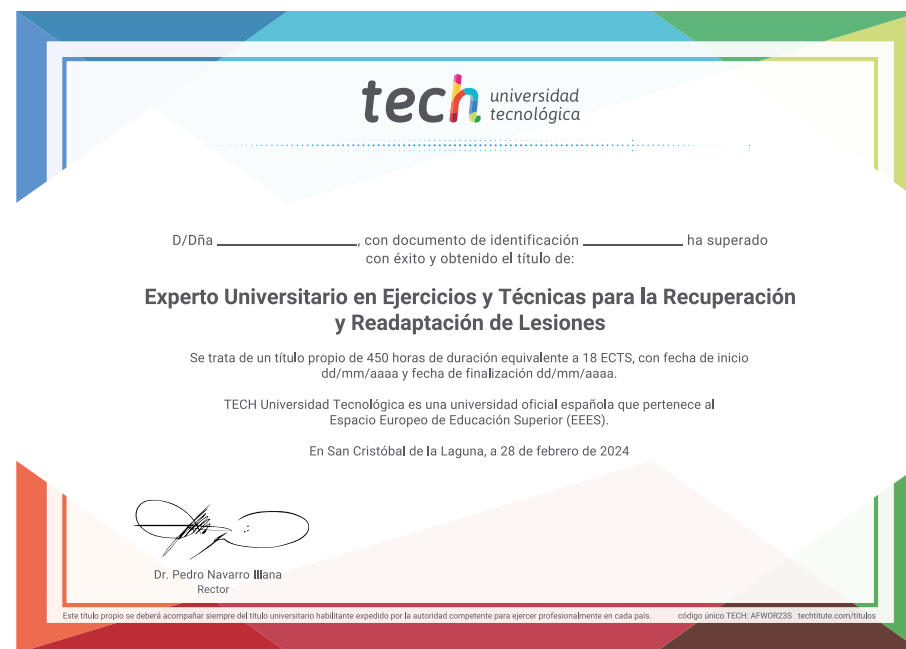 tech universidad
tecnológica
D/Dña ____________________, con documento de identificación ______________ ha superado
con éxito y obtenido el título de:
Experto Universitario en Ejercicios y Técnicas para la Recuperación
y Readaptación de Lesiones
Se trata de un título propio de 450 horas de duración equivalente a 18 ECTS, con fecha de inicio
dd/mm/aaaa y fecha de finalización dd/mm/aaaa.
TECH Universidad Tecnológica es una universidad oficial española que pertenece al
Espacio Europeo de Educación Superior (EEES).
En San Cristóbal de la Laguna, a 28 de febrero de 2024
Dr. Pedro Navarro Illana
Rector
Este título propio se deberá acompañar siempre del título universitario habilitante expedido por la autoridad competente para ejercer profesionalmente en cada país. código único TECH: AFWOR23S techtitute.com/titulos